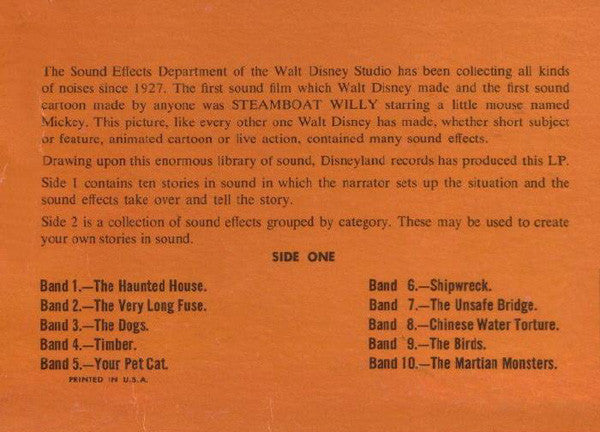 The Sound Effects Department of the Walt Disney Studio has been collecting all kinds
of noises since 1927. The first sound film which Walt Disney made and the first sound
cartoon made by anyone was STEAMBOAT WILLY starring a little mouse named
Mickey. This picture, like every other one Walt Disney has made, whether short subject
or feature, animated cartoon or live action, contained many sound effects.
Drawing upon this enormous library of sound, Disneyland records has produced this LP.
Side 1 contains ten stories in sound in which the narrator sets up the situation and the
sound effects take over and tell the story.
Side 2 is a collection of sound effects grouped by category. These may be used to create
your own stories in sound.
SIDE ONE
Band 1.—The Haunted House.
Band 2.—The Very Long Fuse.
Band 3.—The Dogs.
Band 4.—Timber.
Band 5.—Your Pet Cat.
PRINTED IN U.S.A.
Band 6.—Shipwreck.
Band 7.—The Unsafe Bridge.
Band 8.—Chinese Water Torture.
Band 9.—The Birds.
Band 10.—The Martian Monsters.